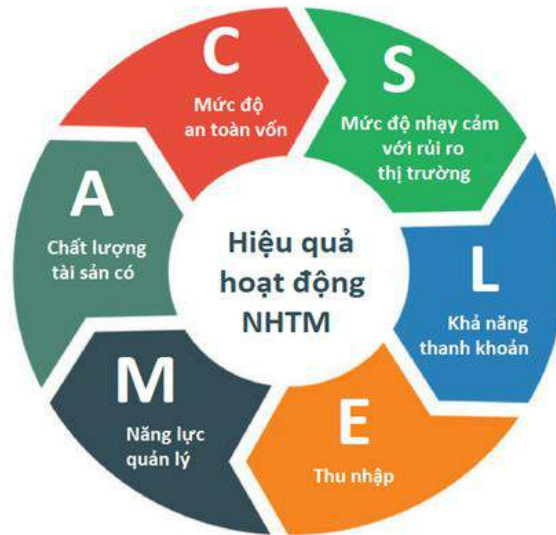 C
Mức độ
an toàn vốn
S
Mức độ nhạy cảm
với rủi ro
thị trường
A
Chất lượng
tài sản có
Hiệu quả
hoạt động
NHTM
L
Khả năng
thanh khoản
M
Năng lực
quản lý
E
Thu nhập